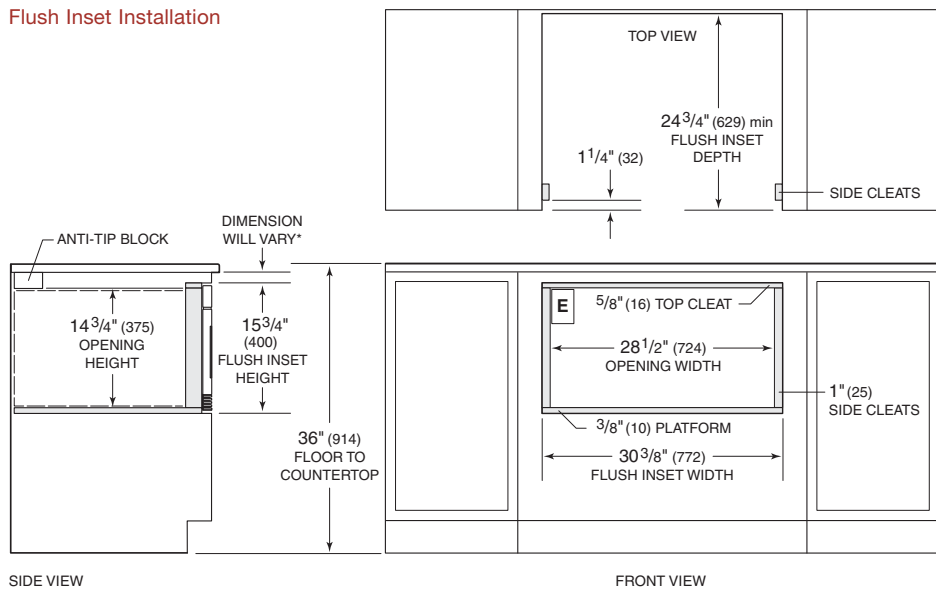 Flush Inset Installation
TOP VIEW
24 3/4" (629) min
FLUSH INSET
DEPTH
1 1/4" (32)
SIDE CLEATS
DIMENSION
WILL VARY*
ANTI-TIP BLOCK
14 3/4" (375)
OPENING
HEIGHT
15 3/4"
(400)
FLUSH INSET
HEIGHT
36" (914)
FLOOR TO
COUNTERTOP
E
5/8" (16) TOP CLEAT
28 1/2" (724)
OPENING WIDTH
1" (25)
SIDE CLEATS
3/8" (10) PLATFORM
30 3/8" (772)
FLUSH INSET WIDTH
SIDE VIEW
FRONT VIEW